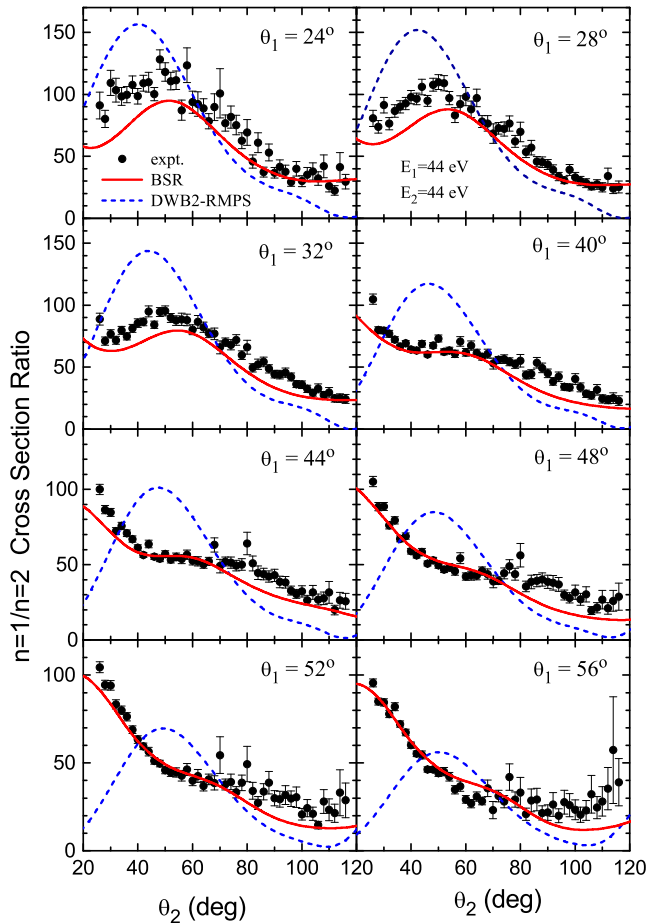 θ₁ = 24°
θ₁ = 28°
150
100
50
0
expt.
BSR
DWB2-RMPS
E₁=44 eV
E₂=44 eV
θ₁ = 32°
θ₁ = 40°
150
100
50
0
θ₁ = 44°
θ₁ = 48°
100
50
0
θ₁ = 52°
θ₁ = 56°
100
50
0
20 40 60 80 100 120 40 60 80 100 120
θ₂ (deg) θ₂ (deg)
n=1/n=2 Cross Section Ratio